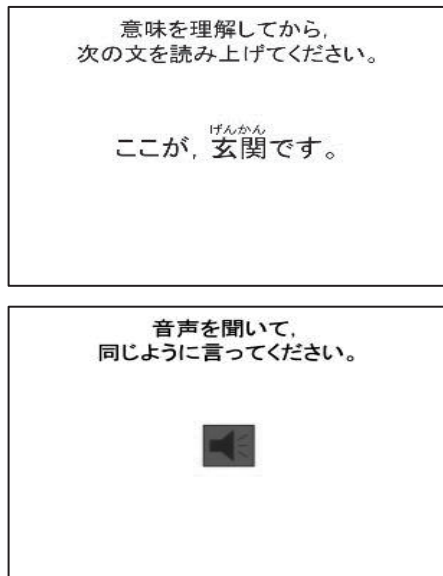 意味を理解してから,
次の文を読み上げてください。
げんかん
ここが, 玄関です。
音声を聞いて,
同じように言ってください。